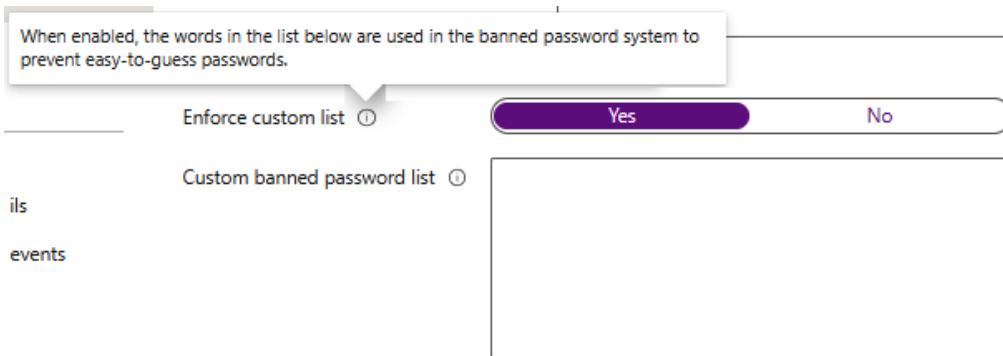 When enabled, the words in the list below are used in the banned password system to
prevent easy-to-guess passwords.
Enforce custom list
Yes
No
Custom banned password list
ils
events